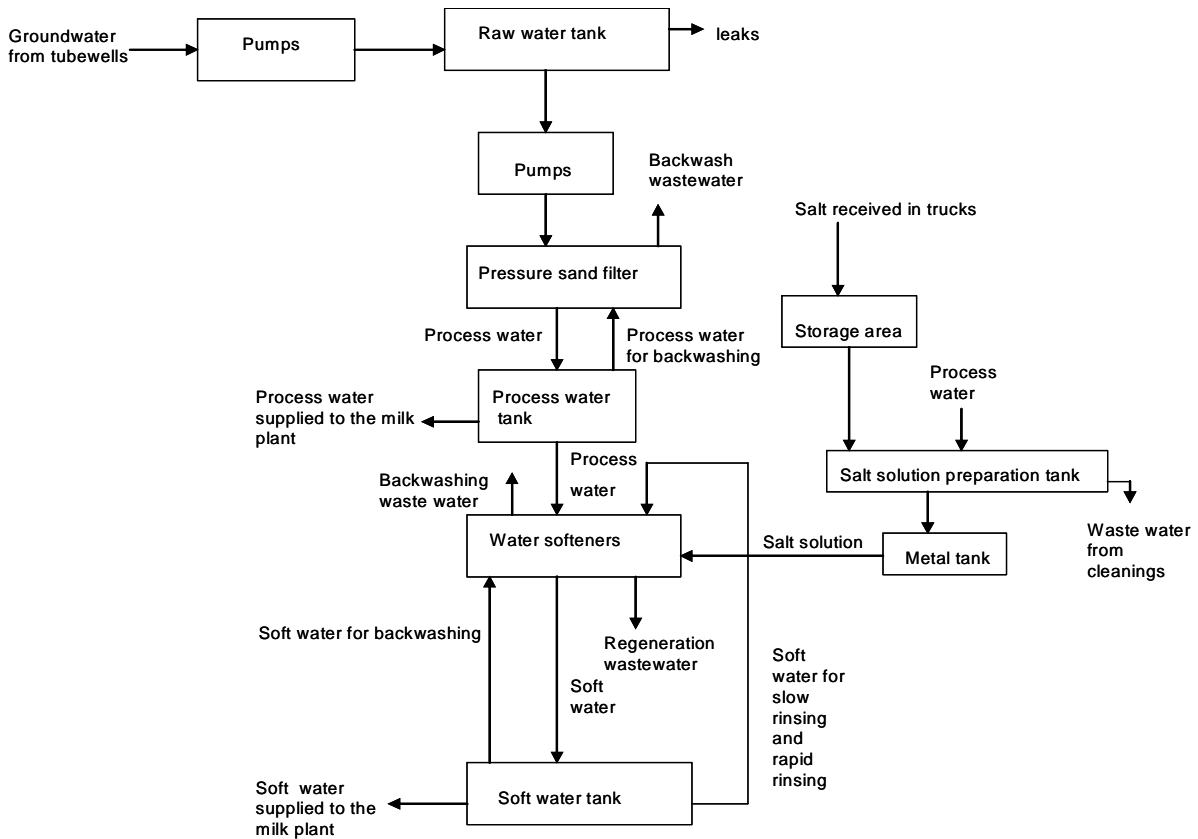 Groundwater
from tubewells
Pumps
Raw water tank
leaks
Pumps
Backwash
wastewater
Salt received in trucks
Pressure sand filter
Storage area
Process water
Process water
for backwashing
Process
water
Process water
supplied to the milk
plant
Process water
tank
Backwashing
waste water
Process
water
Salt solution preparation tank
Waste water
from
cleanings
Water softeners
Salt solution
Metal tank
Soft water for backwashing
Regeneration
wastewater
Soft
water
Soft
water for
slow
rinsing
and
rapid
rinsing
Soft water
supplied to the
milk plant
Soft water tank